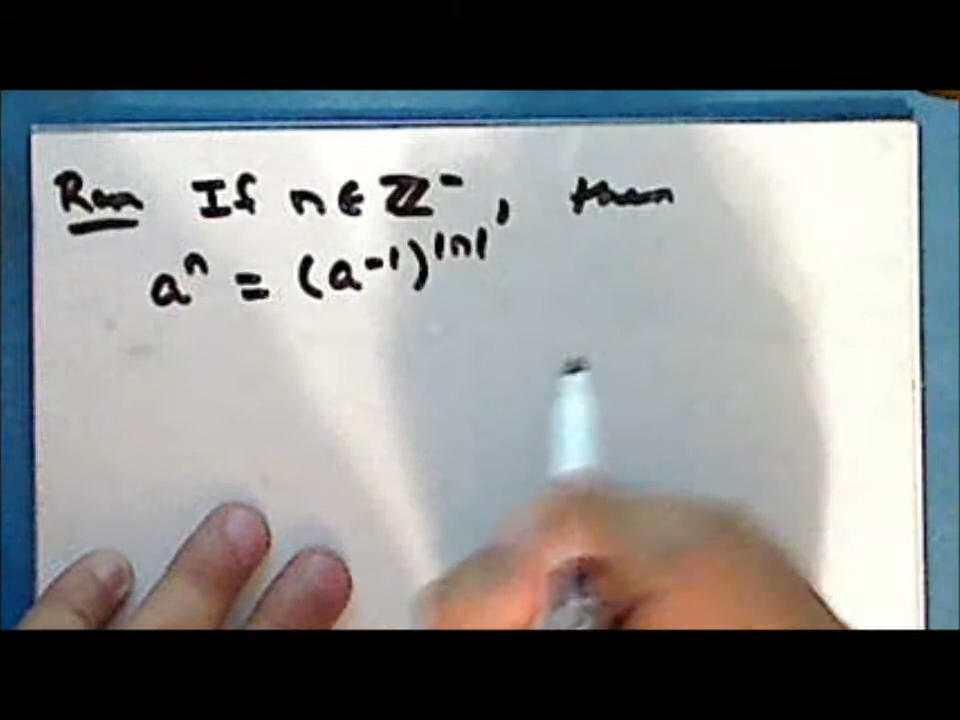 Rem If n ∈ ℤ⁻, then
aⁿ = (a⁻¹)^|n|